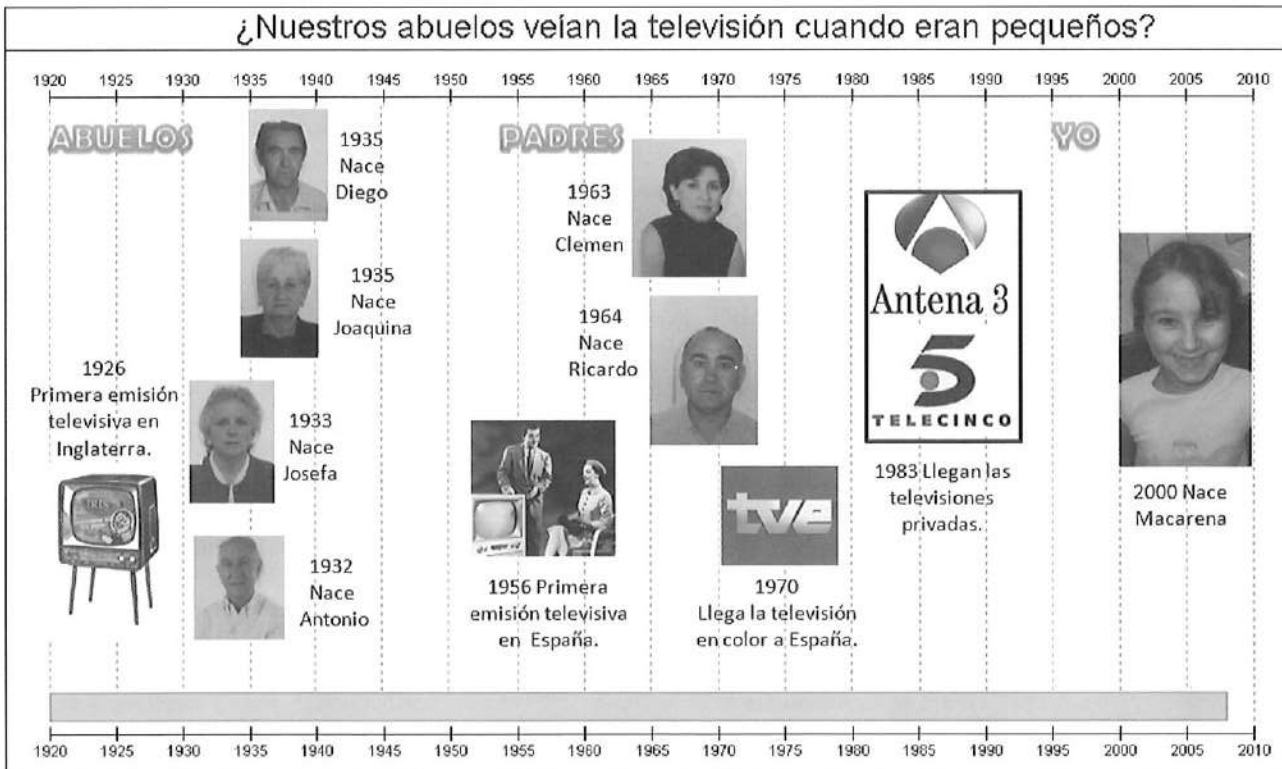 ¿Nuestros abuelos veían la televisión cuando eran pequeños?
1920 1925 1930 1935 1940 1945 1950 1955 1960 1965 1970 1975 1980 1985 1990 1995 2000 2005 2010
ABUELOS
PADRES
YO
1935
Nace
Diego
1935
Nace
Joaquina
1926
Primera emisión
televisiva en
Inglaterra.
1933
Nace
Josefa
1932
Nace
Antonio
1963
Nace
Clemen
1964
Nace
Ricardo
1956 Primera
emisión televisiva
en España.
tve
1970
Llega la televisión
en color a España.
Antena 3
5
TELECINCO
1983 Llegan las
televisiones
privadas.
2000 Nace
Macarena
1920 1925 1930 1935 1940 1945 1950 1955 1960 1965 1970 1975 1980 1985 1990 1995 2000 2005 2010